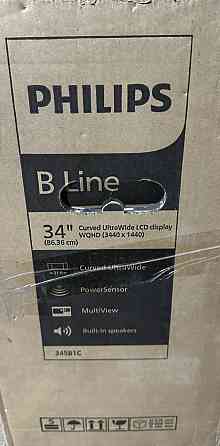 PHILIPS
B Line
34" Curved UltraWide LCD display
(86.36 cm) WQHD (3440 x 1440)
Curved UltraWide
PowerSensor
MultiView
Built-in speakers
345B1C